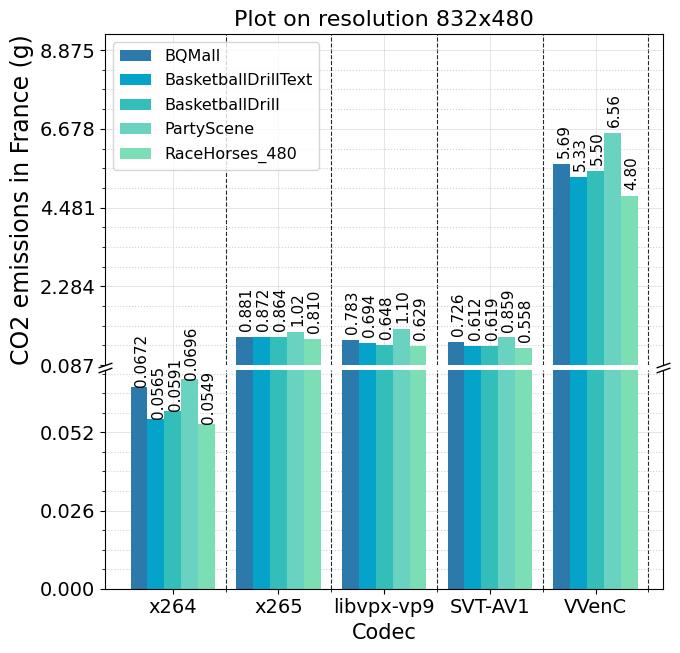 Plot on resolution 832x480
CO2 emissions in France (g)
8.875
6.678
4.481
2.284
0.087
0.052
0.026
0.000
BQMall
BasketballDrillText
BasketballDrill
PartyScene
RaceHorses_480
0.0672
0.0565
0.0591
0.0696
0.0549
0.881
0.872
0.864
1.02
0.810
0.783
0.694
0.648
1.10
0.629
0.726
0.612
0.619
0.859
0.558
5.69
5.33
5.50
6.56
4.80
x264
x265
libvpx-vp9
SVT-AV1
VVenC
Codec